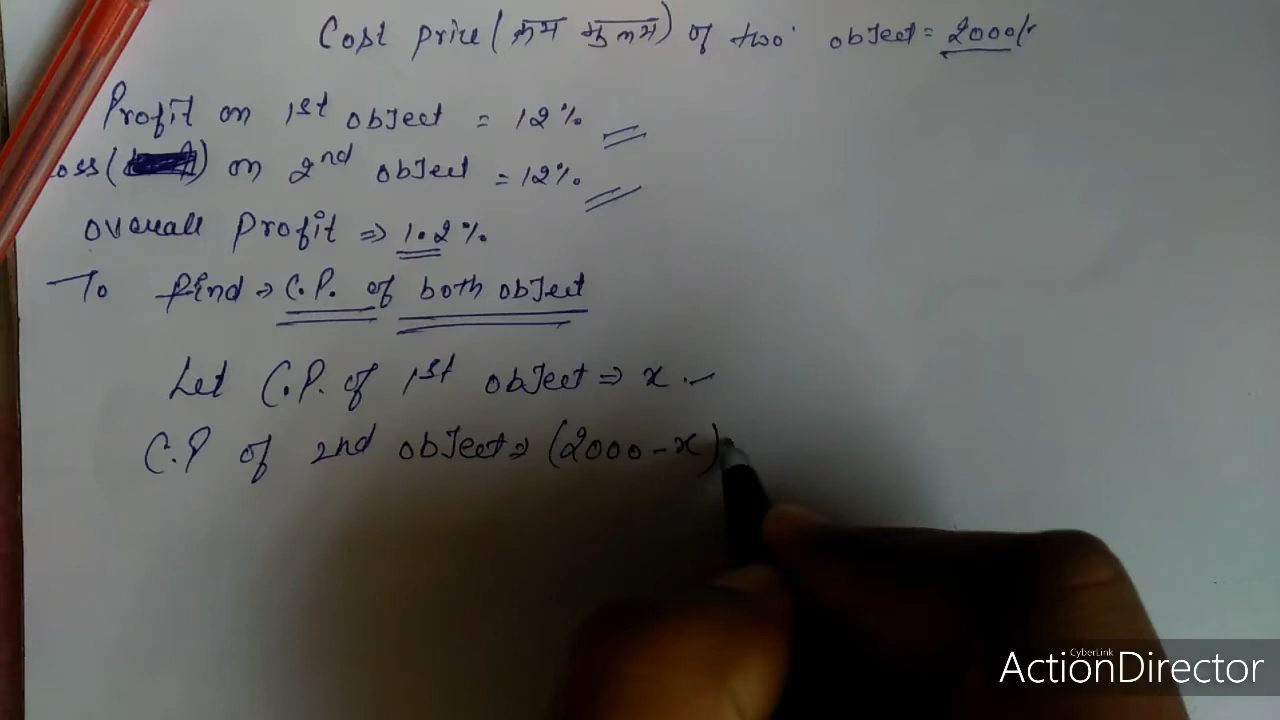 Cost price (क्रय मुल्य) of two object = 2000/-
Profit on 1st object = 12%
oss ( ) on 2nd object = 12%
overall Profit ⇒ 1.2%
To find ⇒ C.P. of both object
Let C.P. of 1st object ⇒ x
C.P of 2nd object ⇒ (2000-x)
CyberLink
ActionDirector